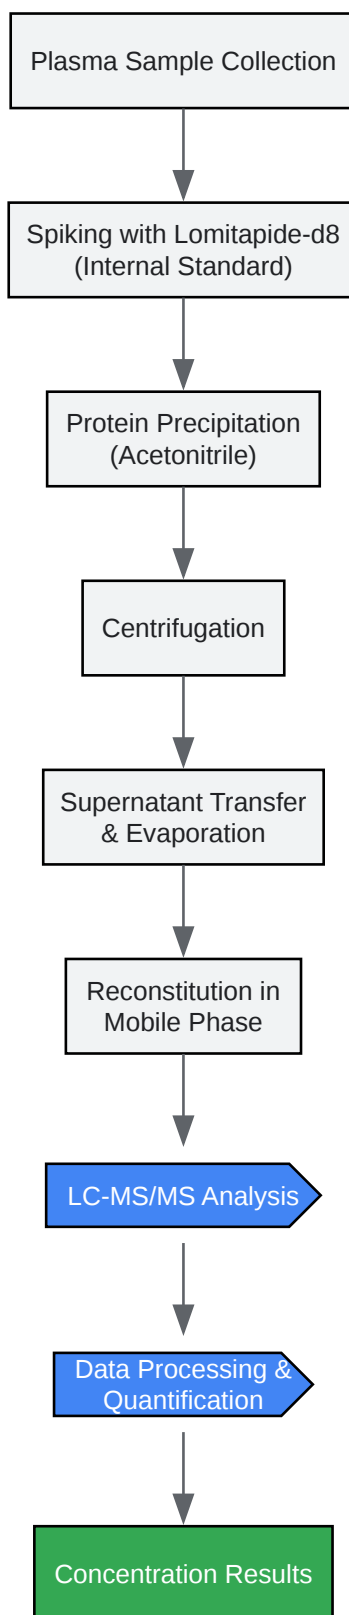 Plasma Sample Collection
Spiking with Lomitapide-d8
(Internal Standard)
Protein Precipitation
(Acetonitrile)
Centrifugation
Supernatant Transfer
& Evaporation
Reconstitution in
Mobile Phase
LC-MS/MS Analysis
Data Processing &
Quantification
Concentration Results